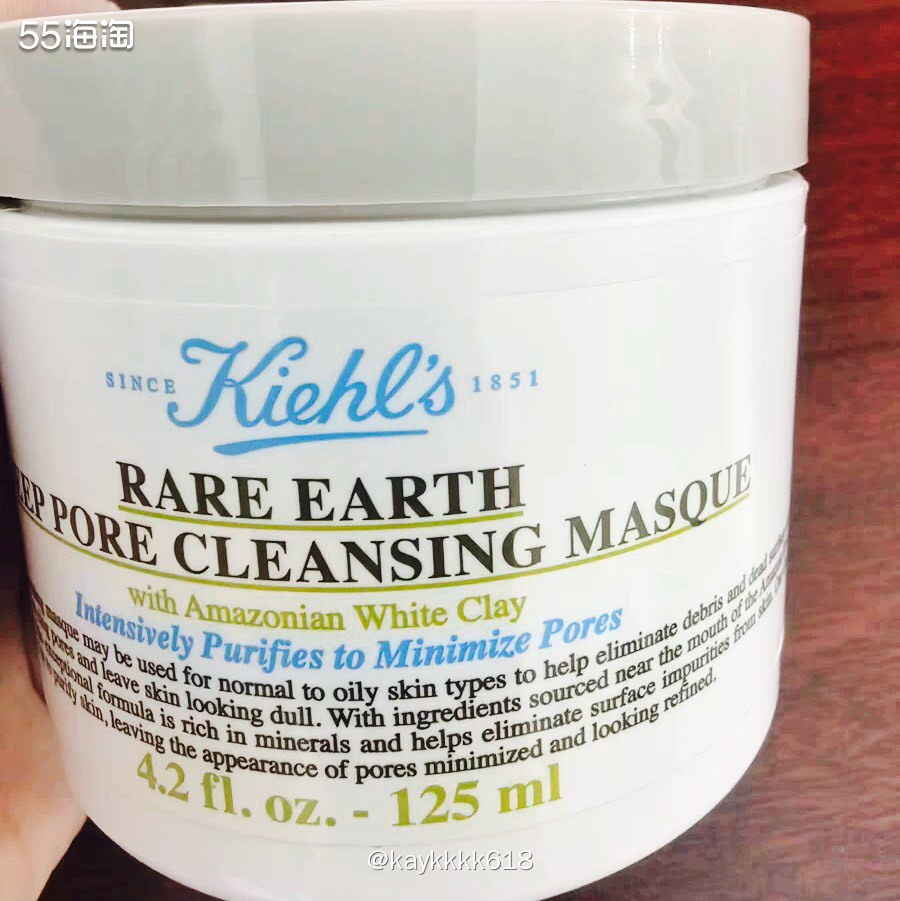 55海淘
SINCE Kiehl's 1851
RARE EARTH
PORE CLEANSING MASQUE
with Amazonian White Clay
Intensively Purifies to Minimize Pores
masque may be used for normal to oily skin types to help eliminate debris and dead
pores and leave skin looking dull. With ingredients sourced near the mouth of the
formula is rich in minerals and helps eliminate surface impurities from skin.
purify skin, leaving the appearance of pores minimized and looking refined.
4.2 fl. oz. - 125 ml
@kaykkkk618